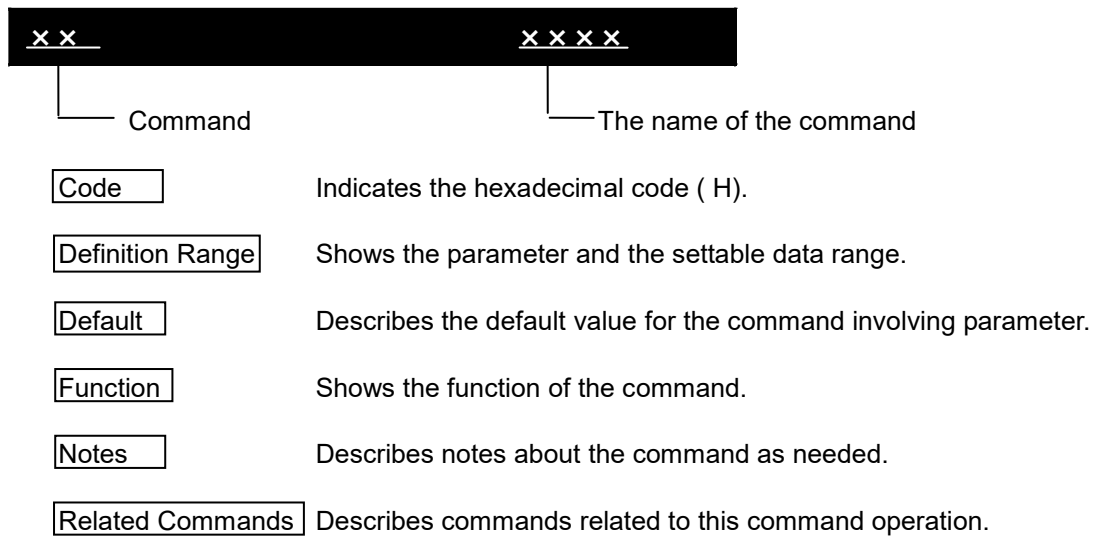 ×× ××××
Command The name of the command
Code Indicates the hexadecimal code ( H).
Definition Range Shows the parameter and the settable data range.
Default Describes the default value for the command involving parameter.
Function Shows the function of the command.
Notes Describes notes about the command as needed.
Related Commands Describes commands related to this command operation.